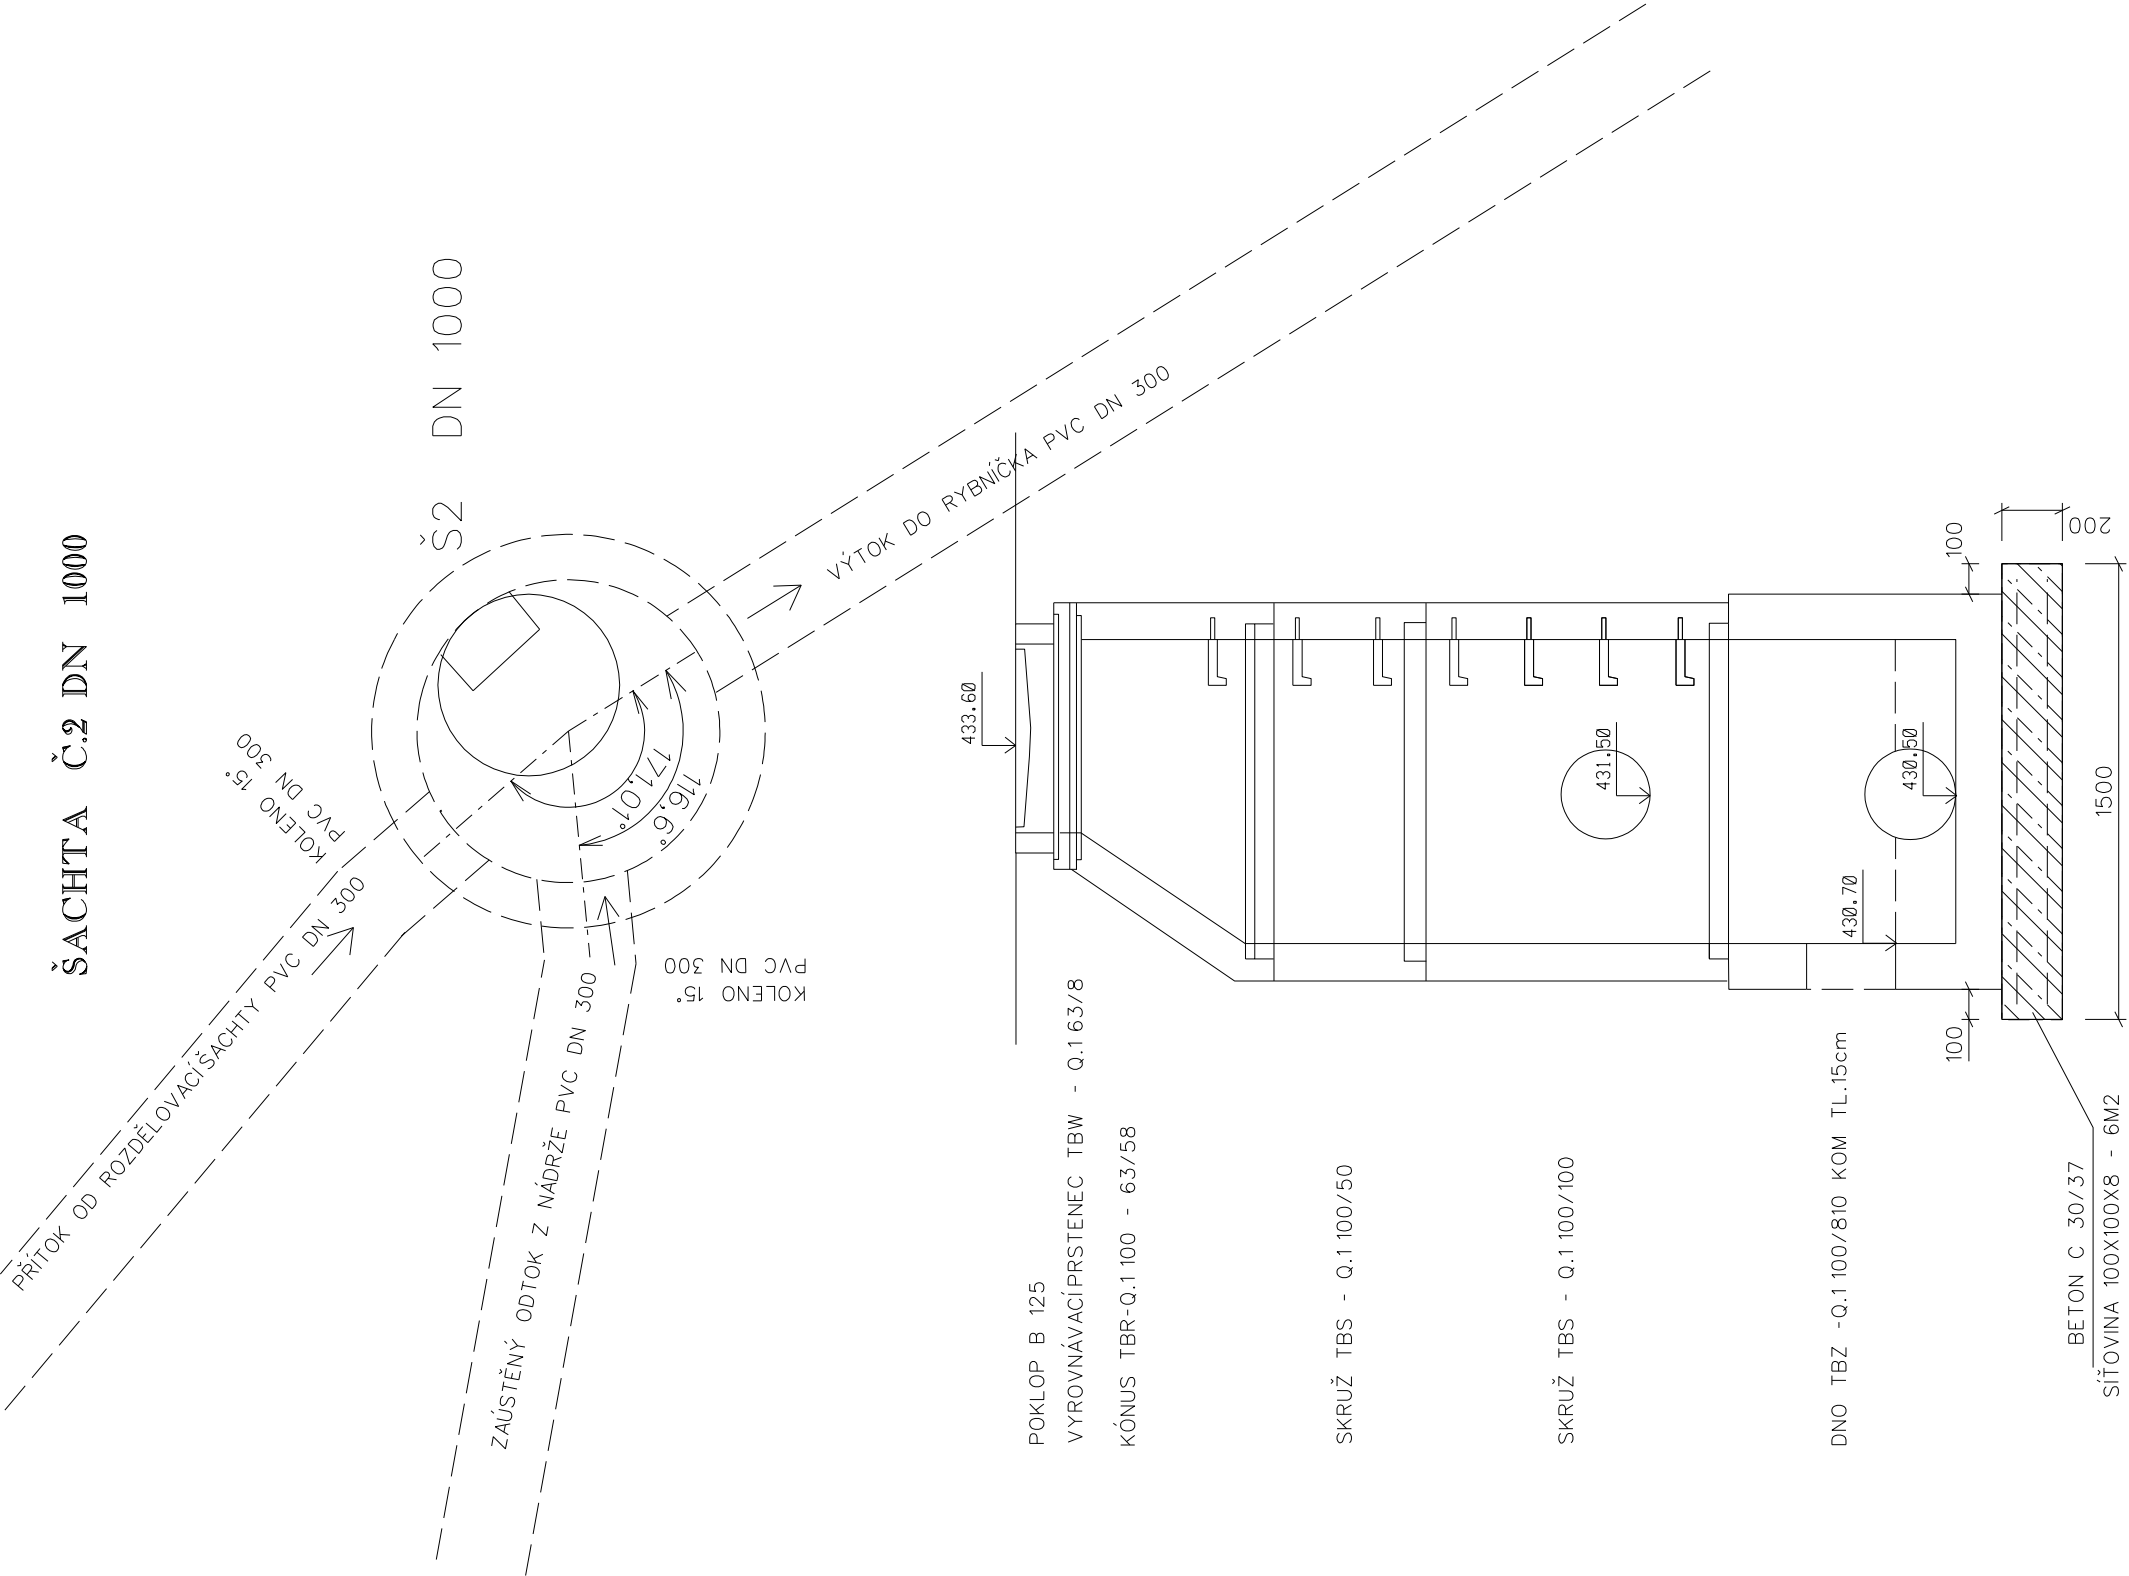 ŠACHTA Č.2 DN 1000
Š2 DN 1000
KOLENO 15°
PVC DN 300
PŘÍTOK OD ROZDĚLOVACÍ ŠACHTY PVC DN 300
ZAÚSTĚNÝ ODTOK Z NÁDRŽE PVC DN 300
KOLENO 15°
PVC DN 300
171,01°
116,6°
VÝTOK DO RYBNÍČKA PVC DN 300
433.60
431.50
430.50
430.70
POKLOP B 125
VYROVNÁVACÍ PRSTENEC TBW - Q.1 63/8
KÓNUS TBR-Q.1 100 - 63/58
SKRUŽ TBS - Q.1 100/50
SKRUŽ TBS - Q.1 100/100
DNO TBZ -Q.1 100/810 KOM TL.15cm
100
100
200
1500
BETON C 30/37
SÍŤOVINA 100X100X8 - 6M2